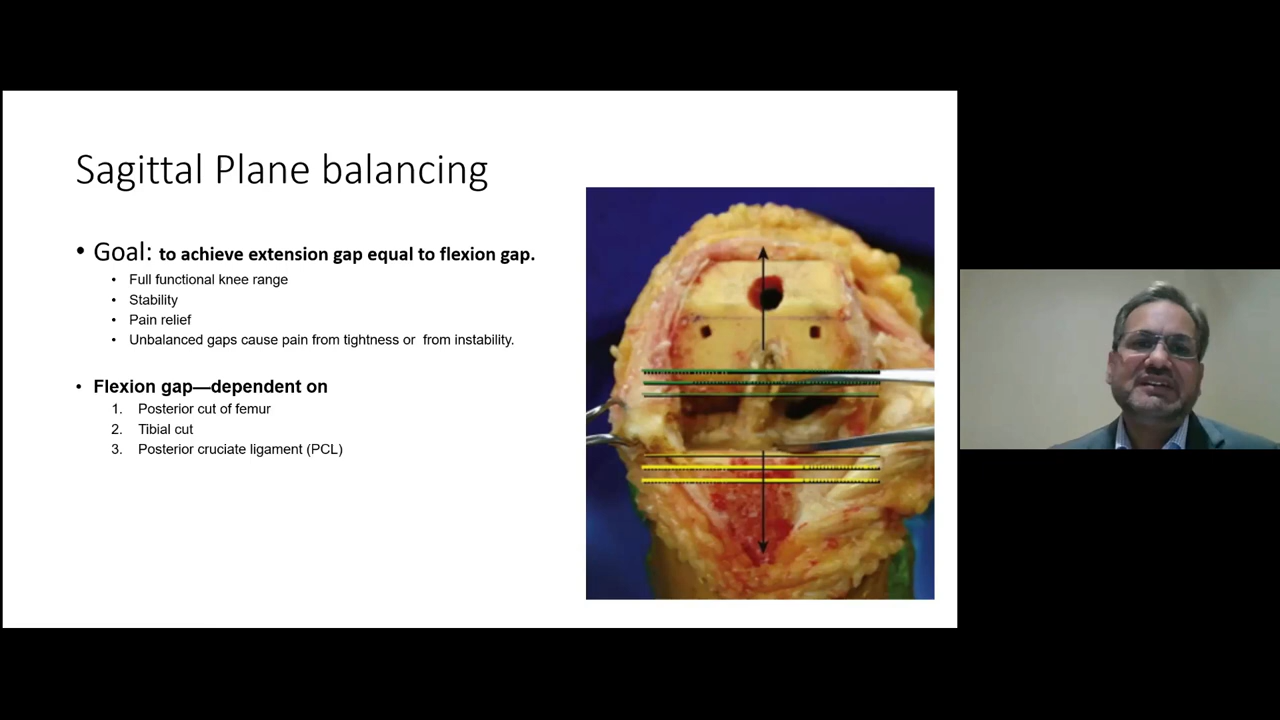 Sagittal Plane balancing
• Goal: to achieve extension gap equal to flexion gap.
• Full functional knee range
• Stability
• Pain relief
• Unbalanced gaps cause pain from tightness or from instability.
• Flexion gap—dependent on
1. Posterior cut of femur
2. Tibial cut
3. Posterior cruciate ligament (PCL)